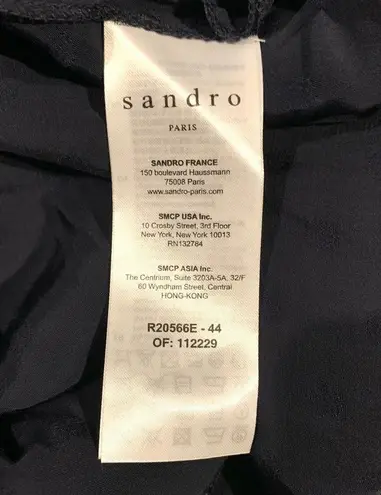 sandro
PARIS
SANDRO FRANCE
150 boulevard Haussmann
75008 Paris
www.sandro-paris.com
SMCP USA Inc.
10 Crosby Street, 3rd Floor
New York, New York 10013
RN132784
SMCP ASIA Inc.
The Centrium, Suite 3203A-5A, 32/F
60 Wyndham Street, Central
HONG-KONG
R20566E - 44
OF: 112229